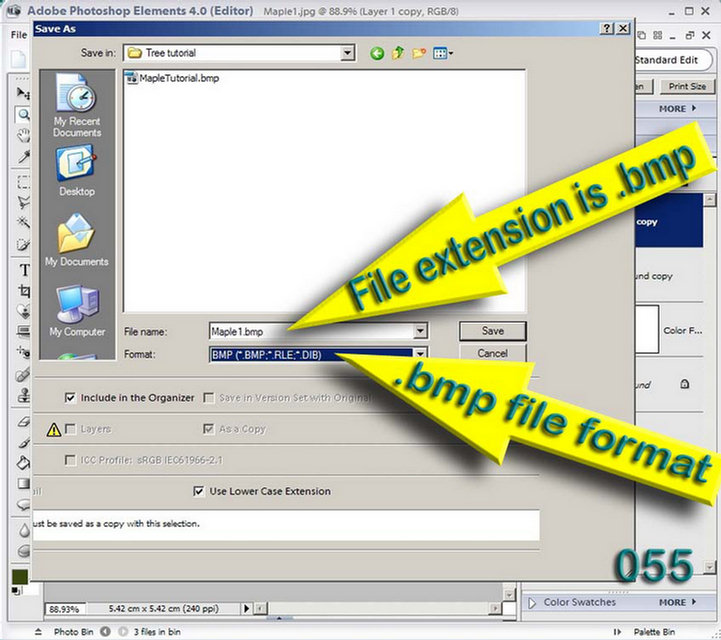 Adobe Photoshop Elements 4.0 (Editor) Maple1.jpg @ 88.9% (Layer 1 copy, RGB/8)
File
Save As
Save in: Tree tutorial
Standard Edit
MapleTutorial.bmp
Print Size
MORE
My Recent
Documents
Desktop
My Documents
My Computer
File extension is .bmp
copy
und copy
File name: Maple1.bmp
Save
Color F...
Format: BMP (*.BMP;*.RLE;*.DIB)
Cancel
.bmp file format
und
Include in the Organizer
Save in Version Set with Original
Layers
As a Copy
ICC Profile: sRGB IEC61966-2.1
ail
Use Lower Case Extension
ust be saved as a copy with this selection.
055
T
88.93% 5.42 cm x 5.42 cm (240 ppi)
Color Swatches MORE
Photo Bin 3 files in bin
Palette Bin